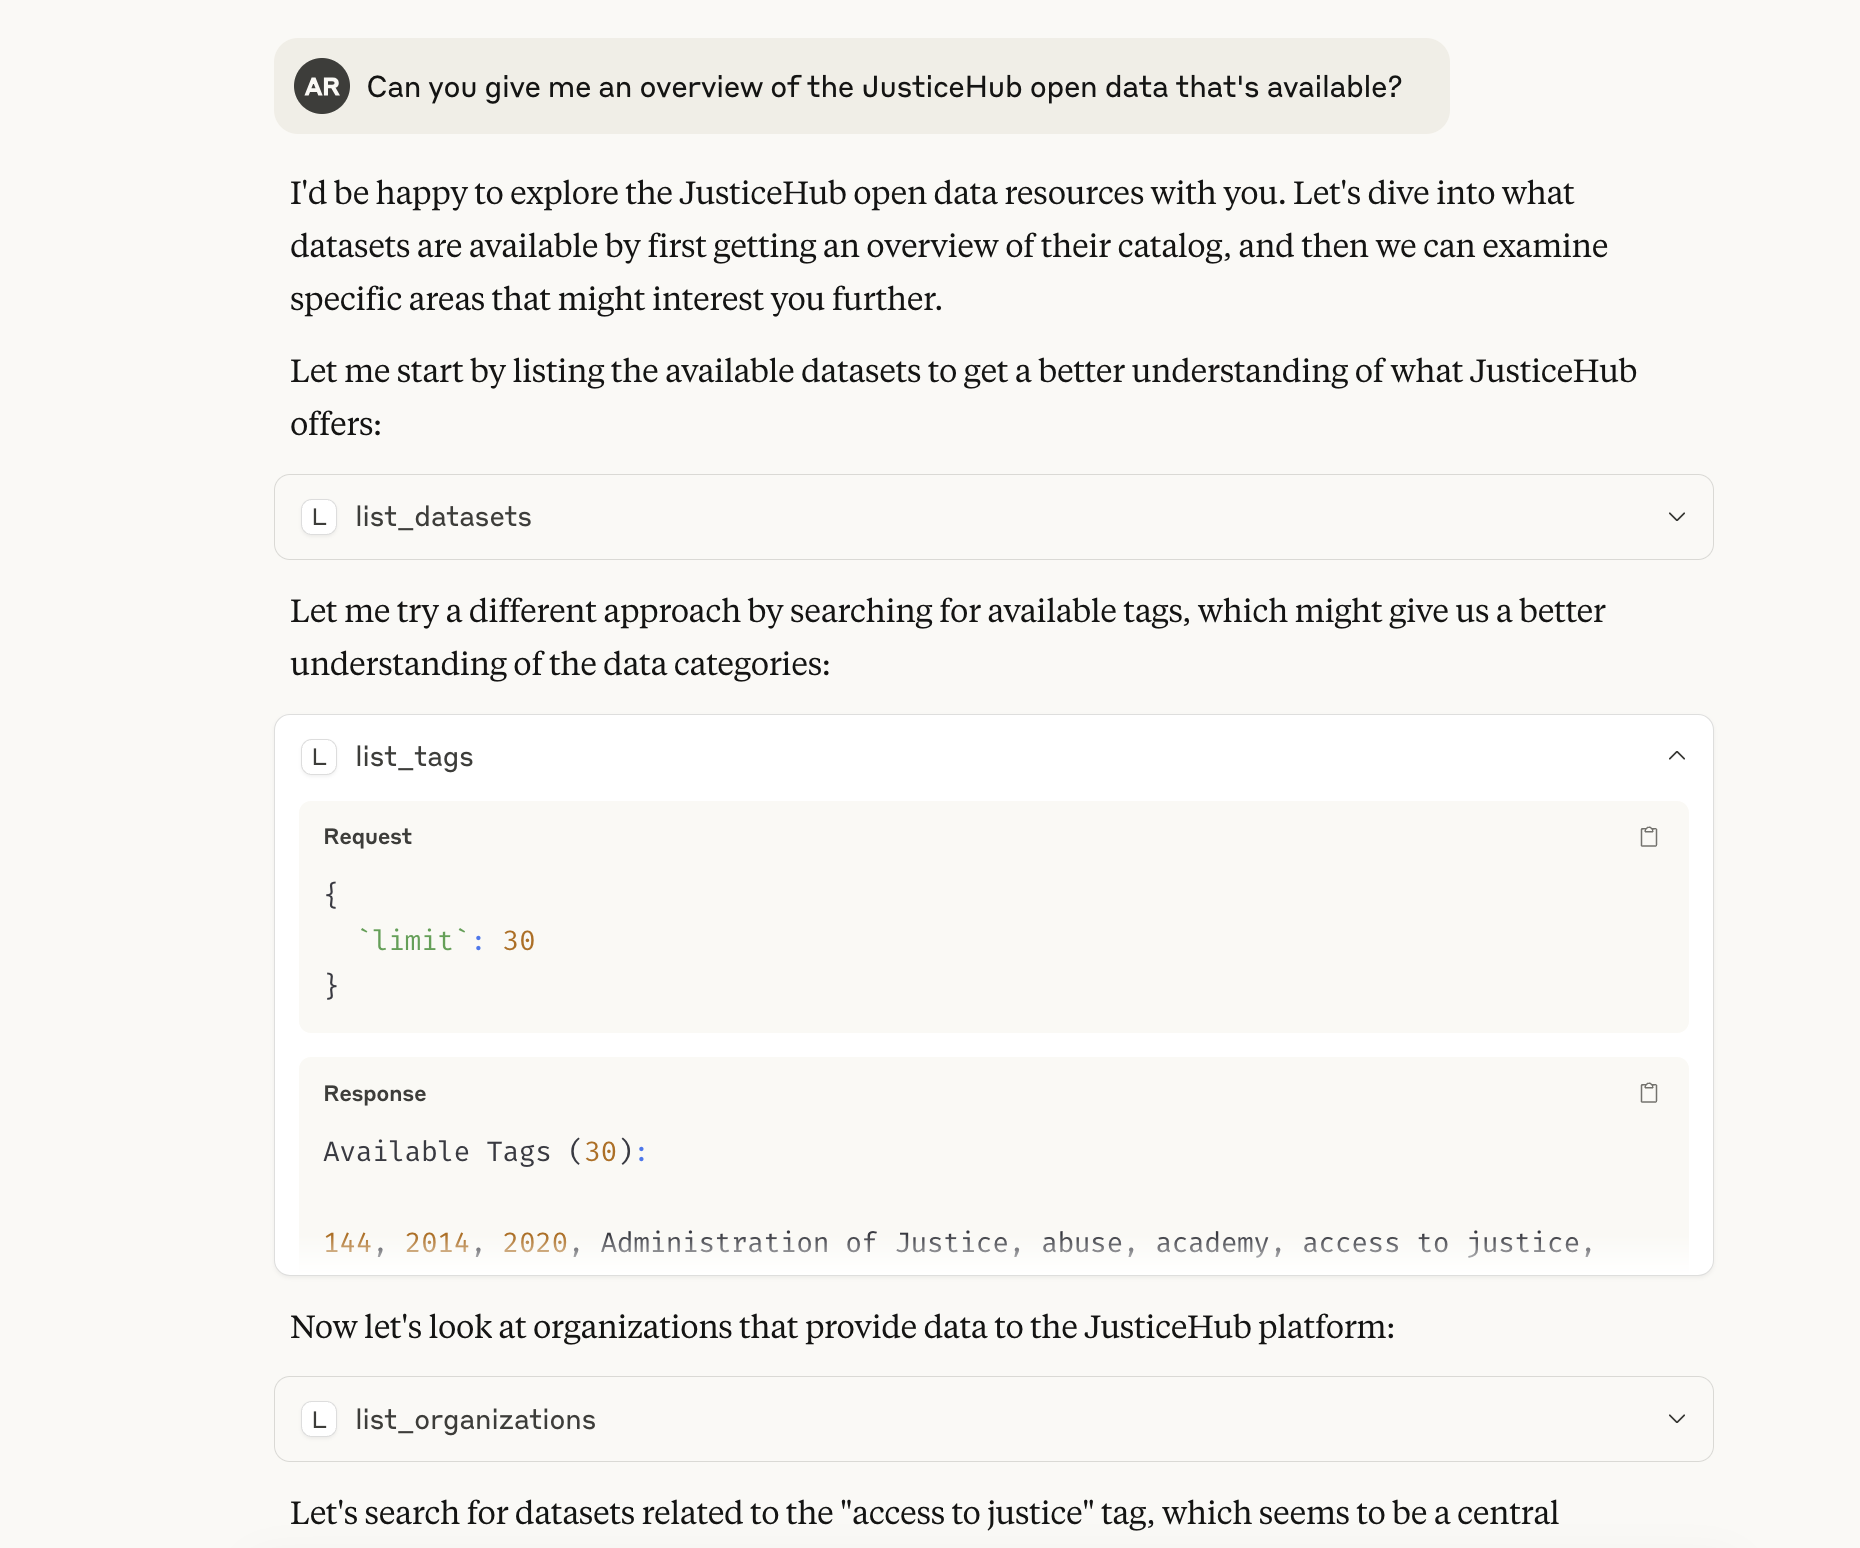 AR Can you give me an overview of the JusticeHub open data that's available?
I'd be happy to explore the JusticeHub open data resources with you. Let's dive into what
datasets are available by first getting an overview of their catalog, and then we can examine
specific areas that might interest you further.
Let me start by listing the available datasets to get a better understanding of what JusticeHub
offers:
L list_datasets
Let me try a different approach by searching for available tags, which might give us a better
understanding of the data categories:
L list_tags
Request
{
  `limit`: 30
}
Response
Available Tags (30):
144, 2014, 2020, Administration of Justice, abuse, academy, access to justice,
Now let's look at organizations that provide data to the JusticeHub platform:
L list_organizations
Let's search for datasets related to the "access to justice" tag, which seems to be a central